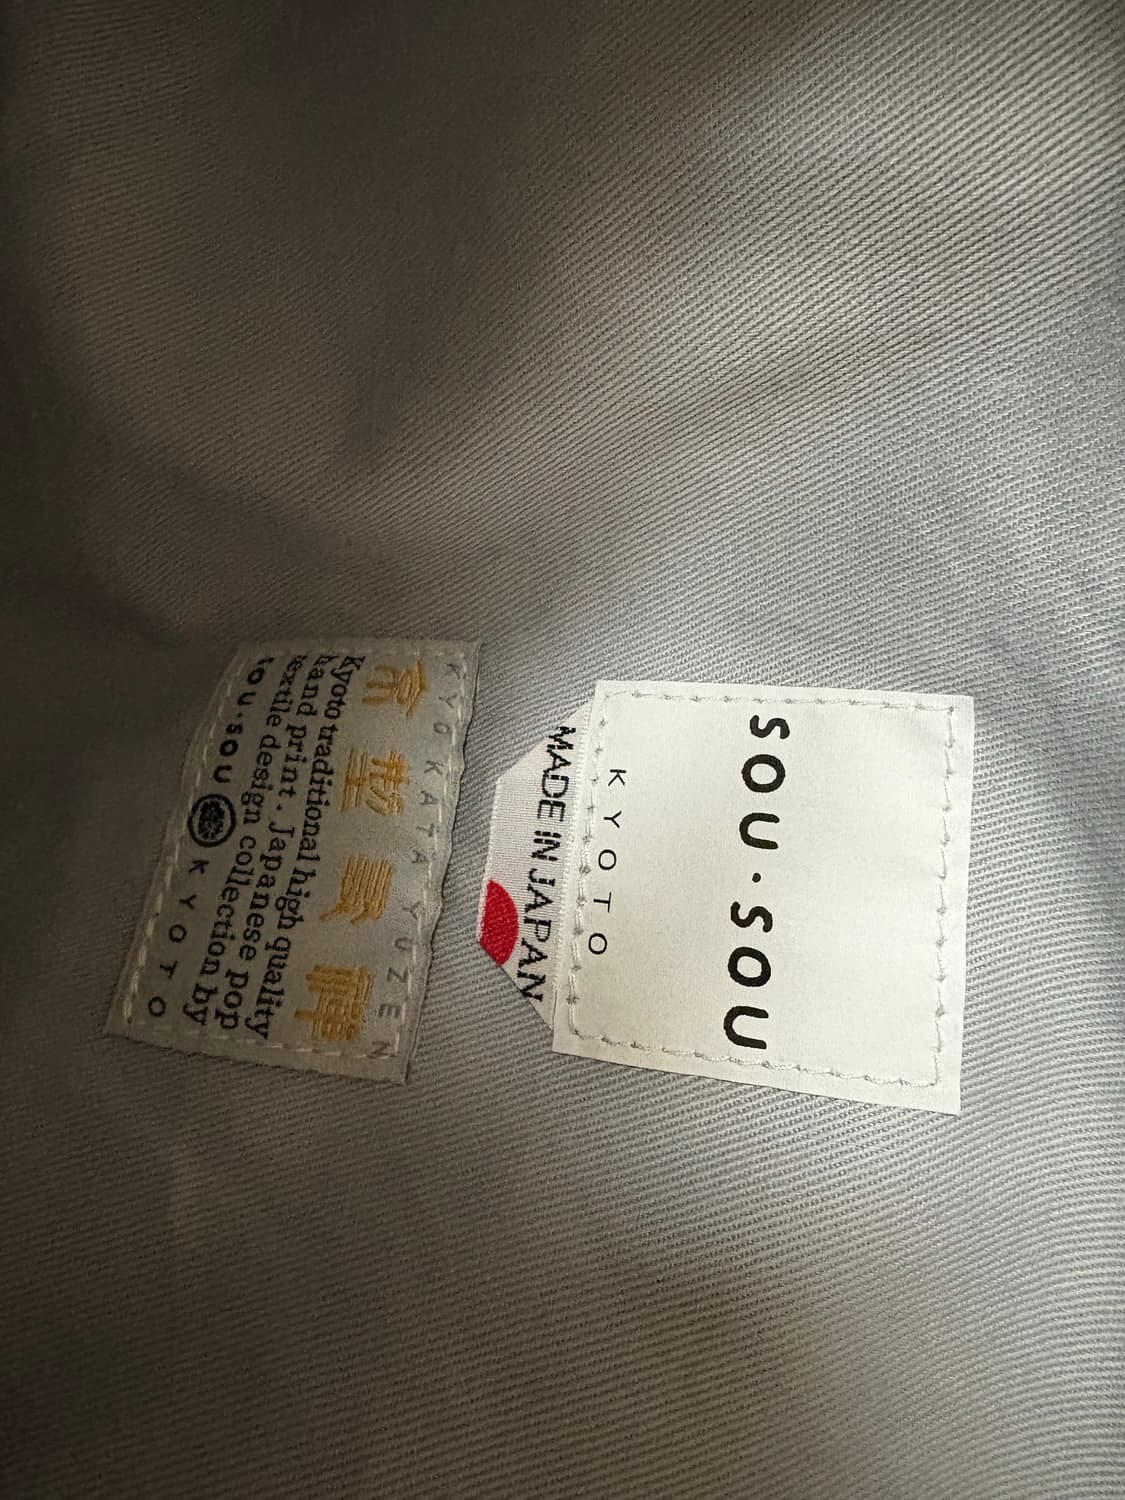 SOU・SOU
KYOTO
MADE IN JAPAN
KYO KATA YUZEN
京型友禅
Kyoto traditional high quality
hand print. Japanese pop
textile design collection by
SOU・SOU KYOTO